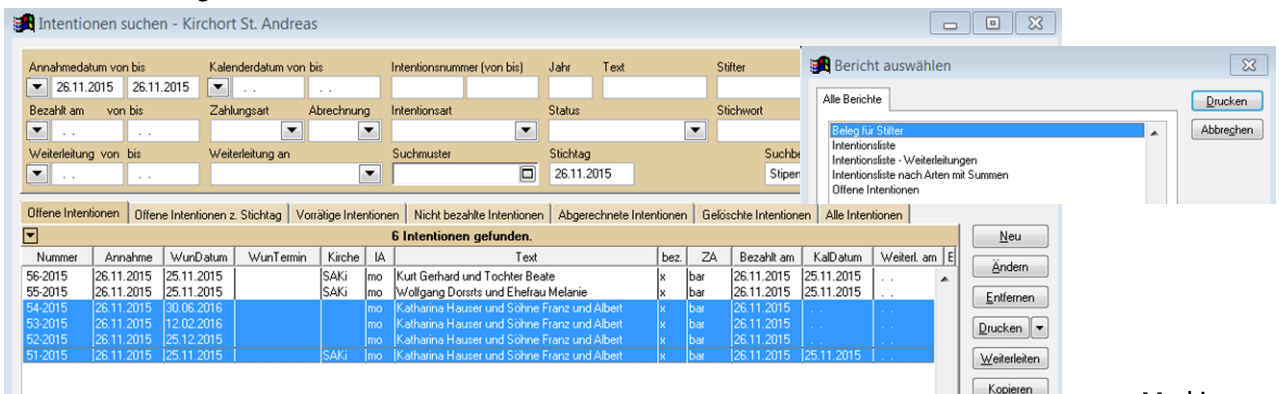 Intentionen suchen - Kirchort St. Andreas
Annahmedatum von bis Kalenderdatum von bis Intentionsnummer (von bis) Jahr Text Stifter
26.11.2015 26.11.2015 . . . .
Bezahlt am von bis Zahlungsart Abrechnung Intentionsart Status Stichwort
. . . .
Weiterleitung von bis Weiterleitung an Suchmuster Stichtag Suchbe
. . . . 26.11.2015 Stipen
Bericht auswählen
Alle Berichte
Drucken
Abbrechen
Beleg für Stifter
Intentionsliste
Intentionsliste - Weiterleitungen
Intentionsliste nach Arten mit Summen
Offene Intentionen
Offene Intentionen Offene Intentionen z. Stichtag Vorrätige Intentionen Nicht bezahlte Intentionen Abgerechnete Intentionen Gelöschte Intentionen Alle Intentionen
6 Intentionen gefunden.
Nummer Annahme WunDatum WunTermin Kirche IA Text bez. ZA Bezahlt am KalDatum Weiterl. am E
56-2015 26.11.2015 25.11.2015 SAKi mo Kurt Gerhard und Tochter Beate x bar 26.11.2015 25.11.2015 . .
55-2015 26.11.2015 25.11.2015 SAKi mo Wolfgang Dorsrts und Ehefrau Melanie x bar 26.11.2015 25.11.2015 . .
54-2015 26.11.2015 30.06.2016 mo Katharina Hauser und Söhne Franz und Albert x bar 26.11.2015 . . . .
53-2015 26.11.2015 12.02.2016 mo Katharina Hauser und Söhne Franz und Albert x bar 26.11.2015 . . . .
52-2015 26.11.2015 25.12.2015 mo Katharina Hauser und Söhne Franz und Albert x bar 26.11.2015 . . . .
51-2015 26.11.2015 25.11.2015 SAKi mo Katharina Hauser und Söhne Franz und Albert x bar 26.11.2015 25.11.2015 . .
Neu
Ändern
Entfernen
Drucken
Weiterleiten
Kopieren